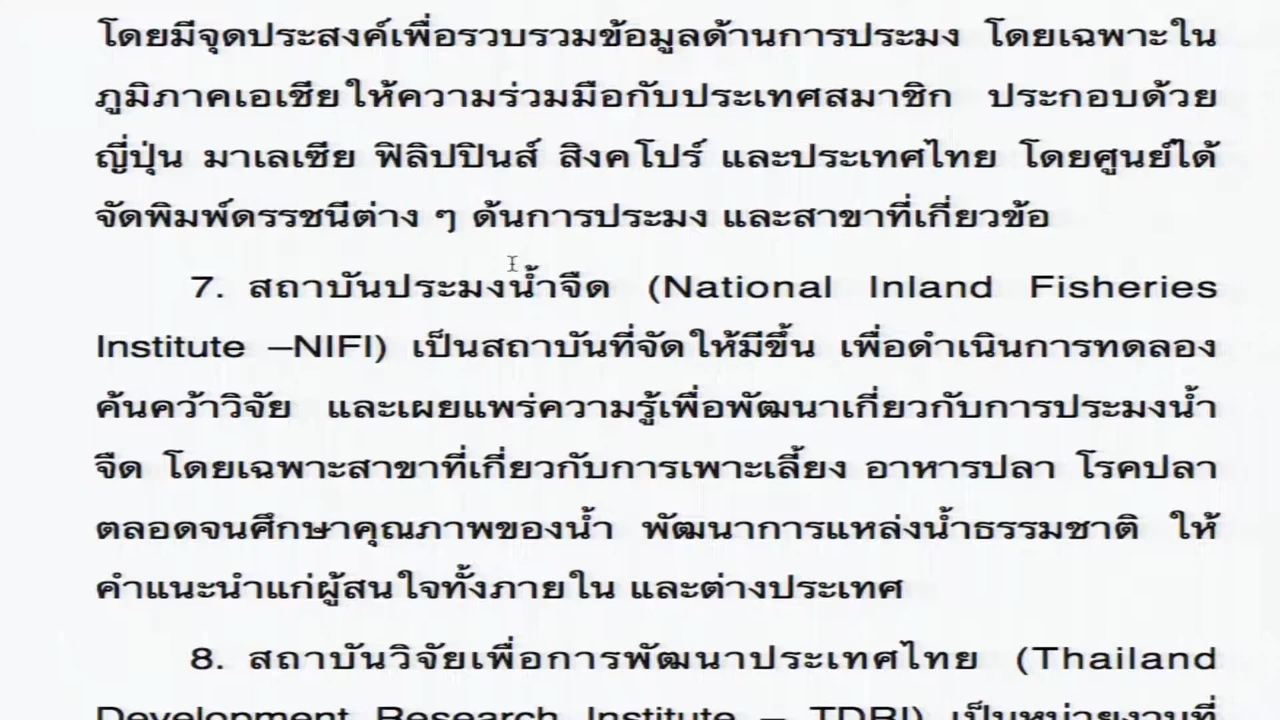 โดยมีจุดประสงค์เพื่อรวบรวมข้อมูลด้านการประมง โดยเฉพาะใน
ภูมิภาคเอเชียให้ความร่วมมือกับประเทศสมาชิก ประกอบด้วย
ญี่ปุ่น มาเลเซีย ฟิลิปปินส์ สิงคโปร์ และประเทศไทย โดยศูนย์ได้
จัดพิมพ์ดรรชนีต่าง ๆ ด้นการประมง และสาขาที่เกี่ยวข้อ
7. สถาบันประมงน้ำจืด (National Inland Fisheries
Institute –NIFI) เป็นสถาบันที่จัดให้มีขึ้น เพื่อดำเนินการทดลอง
ค้นคว้าวิจัย และเผยแพร่ความรู้เพื่อพัฒนาเกี่ยวกับการประมงน้ำ
จืด โดยเฉพาะสาขาที่เกี่ยวกับการเพาะเลี้ยง อาหารปลา โรคปลา
ตลอดจนศึกษาคุณภาพของน้ำ พัฒนาการแหล่งน้ำธรรมชาติ ให้
คำแนะนำแก่ผู้สนใจทั้งภายใน และต่างประเทศ
8. สถาบันวิจัยเพื่อการพัฒนาประเทศไทย (Thailand
Development Research Institute – TDRI) เป็นหน่วยงานที่